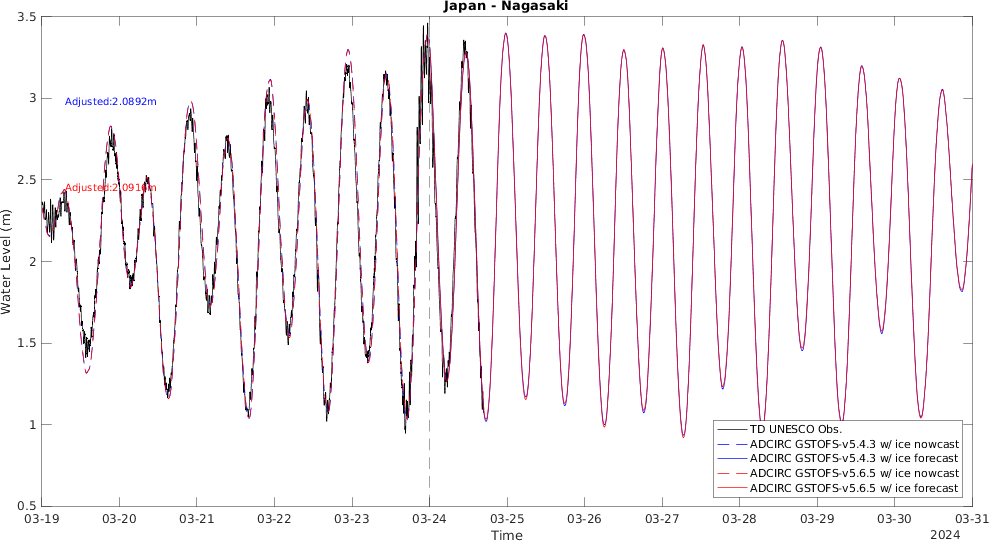 Japan - Nagasaki
3.5
3
2.5
2
1.5
1
0.5
Water Level (m)
Adjusted:2.0892m
Adjusted:2.0916m
TD UNESCO Obs.
ADCIRC GSTOFS-v5.4.3 w/ ice nowcast
ADCIRC GSTOFS-v5.4.3 w/ ice forecast
ADCIRC GSTOFS-v5.6.5 w/ ice nowcast
ADCIRC GSTOFS-v5.6.5 w/ ice forecast
03-19 03-20 03-21 03-22 03-23 03-24 03-25 03-26 03-27 03-28 03-29 03-30 03-31
Time
2024